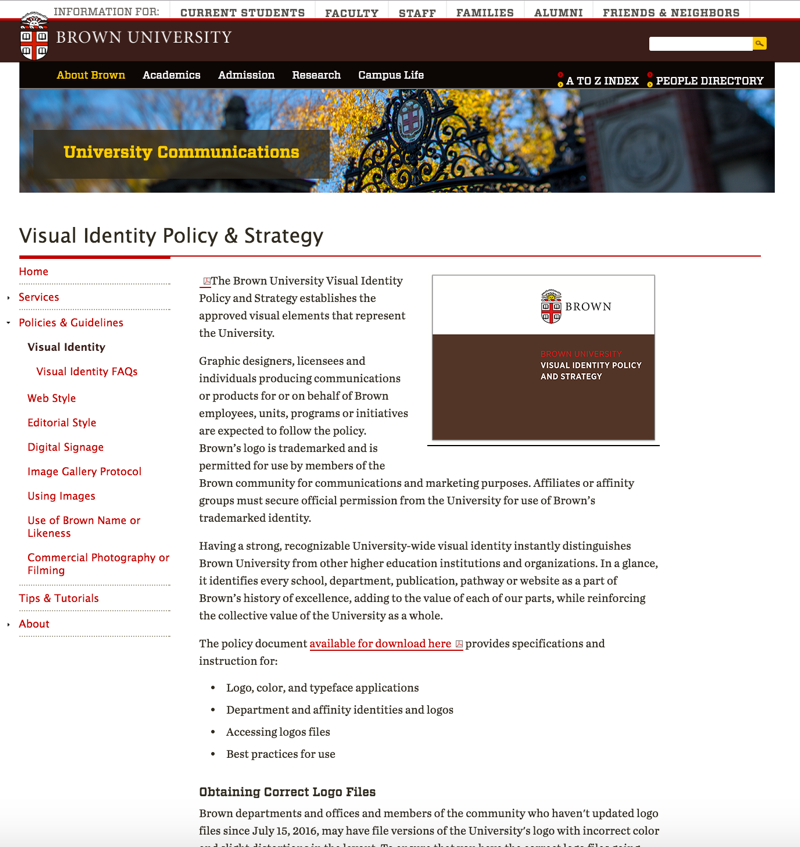 INFORMATION FOR: CURRENT STUDENTS FACULTY STAFF FAMILIES ALUMNI FRIENDS & NEIGHBORS
BROWN UNIVERSITY
About Brown Academics Admission Research Campus Life A TO Z INDEX PEOPLE DIRECTORY
University Communications
Visual Identity Policy & Strategy
Home
Services
Policies & Guidelines
Visual Identity
Visual Identity FAQs
Web Style
Editorial Style
Digital Signage
Image Gallery Protocol
Using Images
Use of Brown Name or
Likeness
Commercial Photography or
Filming
Tips & Tutorials
About
The Brown University Visual Identity
Policy and Strategy establishes the
approved visual elements that represent
the University.
Graphic designers, licensees and
individuals producing communications
or products for or on behalf of Brown
employees, units, programs or initiatives
are expected to follow the policy.
Brown’s logo is trademarked and is
permitted for use by members of the
Brown community for communications and marketing purposes. Affiliates or affinity
groups must secure official permission from the University for use of Brown’s
trademarked identity.
BROWN
BROWN UNIVERSITY
VISUAL IDENTITY POLICY
AND STRATEGY
Having a strong, recognizable University-wide visual identity instantly distinguishes
Brown University from other higher education institutions and organizations. In a glance,
it identifies every school, department, publication, pathway or website as a part of
Brown’s history of excellence, adding to the value of each of our parts, while reinforcing
the collective value of the University as a whole.
The policy document available for download here provides specifications and
instruction for:
• Logo, color, and typeface applications
• Department and affinity identities and logos
• Accessing logos files
• Best practices for use
Obtaining Correct Logo Files
Brown departments and offices and members of the community who haven't updated logo
files since July 15, 2016, may have file versions of the University's logo with incorrect color